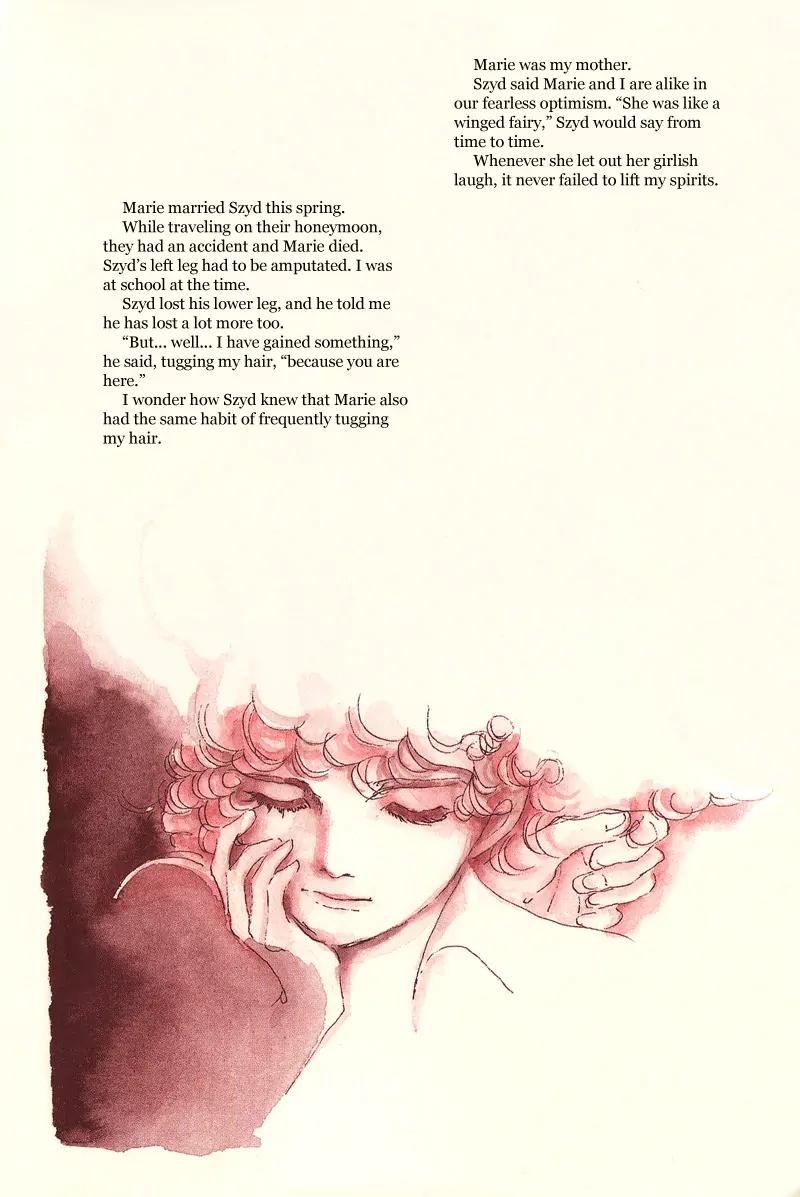 Marie was my mother.
Szyd said Marie and I are alike in
our fearless optimism. “She was like a
winged fairy,” Szyd would say from
time to time.
Whenever she let out her girlish
laugh, it never failed to lift my spirits.
Marie married Szyd this spring.
While traveling on their honeymoon,
they had an accident and Marie died.
Szyd’s left leg had to be amputated. I was
at school at the time.
Szyd lost his lower leg, and he told me
he has lost a lot more too.
“But... well... I have gained something,”
he said, tugging my hair, “because you are
here.”
I wonder how Szyd knew that Marie also
had the same habit of frequently tugging
my hair.